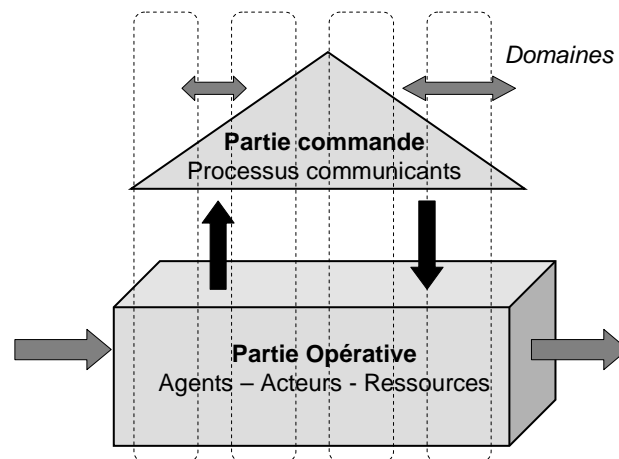 Domaines
Partie commande
Processus communicants
Partie Opérative
Agents – Acteurs - Ressources